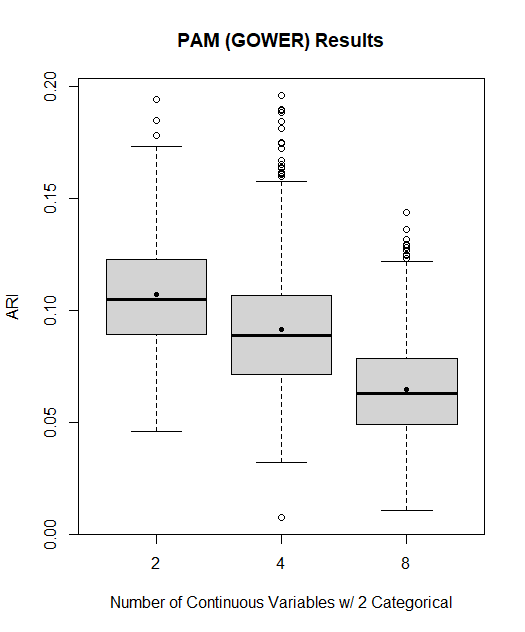 PAM (GOWER) Results
0.20
0.15
0.10
0.05
0.00
ARI
2 4 8
Number of Continuous Variables w/ 2 Categorical